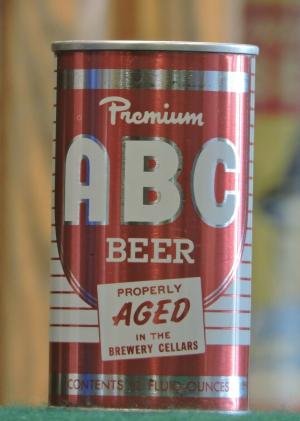 Premium
ABC
BEER
PROPERLY
AGED
IN THE
BREWERY CELLARS
CONTENTS 12 FLUID OUNCES